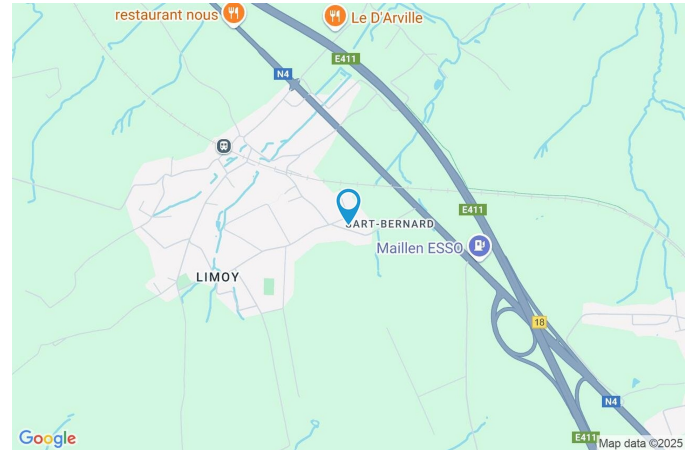 restaurant nous
Le D'Arville
E411
N4
SART-BERNARD
E411
Maillen ESSO
LIMOY
18
N4
E411
Google
Map data ©2025